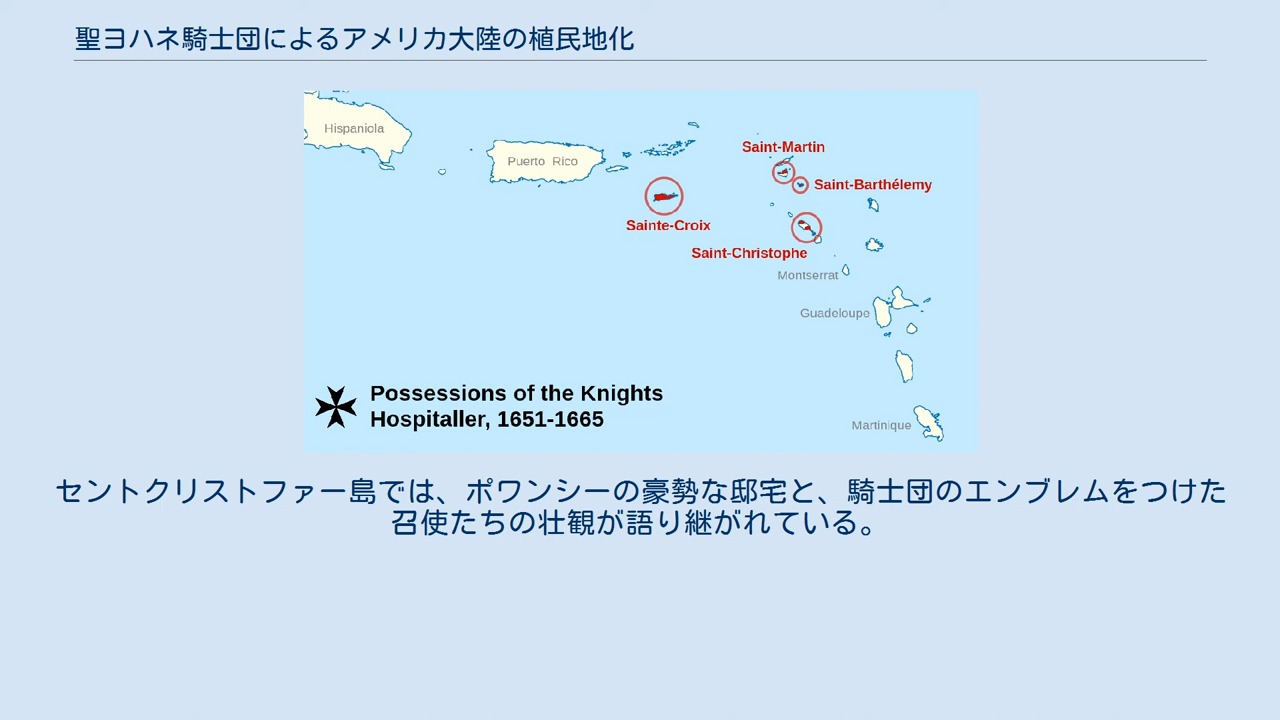 聖ヨハネ騎士団によるアメリカ大陸の植民地化
Hispaniola
Puerto Rico
Saint-Martin
Saint-Barthélemy
Sainte-Croix
Saint-Christophe
Montserrat
Guadeloupe
Martinique
Possessions of the Knights
Hospitaller, 1651-1665
セントクリストファー島では、ポワンシーの豪勢な邸宅と、騎士団のエンブレムをつけた
召使たちの壮観が語り継がれている。